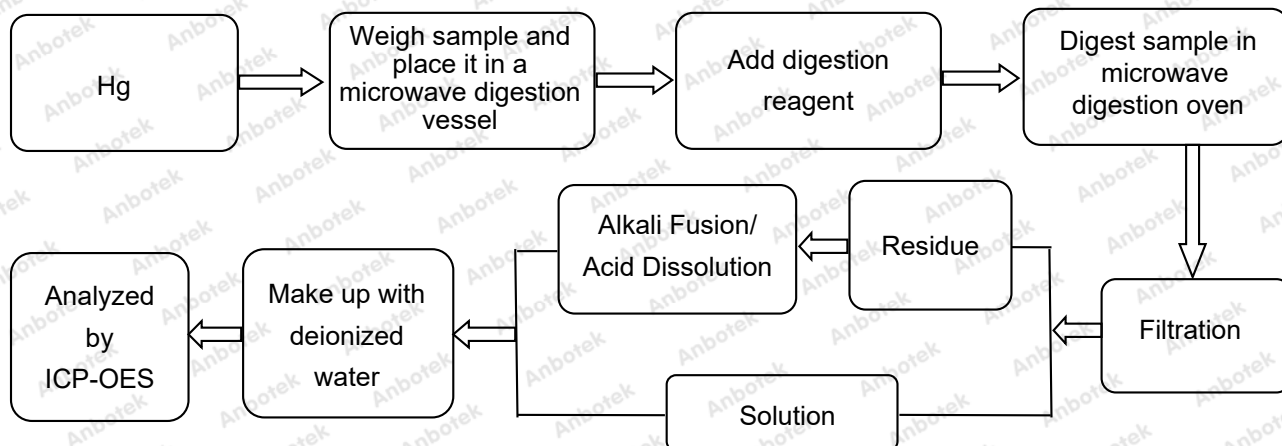 Hg
Weigh sample and
place it in a
microwave digestion
vessel
Add digestion
reagent
Digest sample in
microwave
digestion oven
Filtration
Residue
Alkali Fusion/
Acid Dissolution
Solution
Make up with
deionized
water
Analyzed
by
ICP-OES
Anbotek